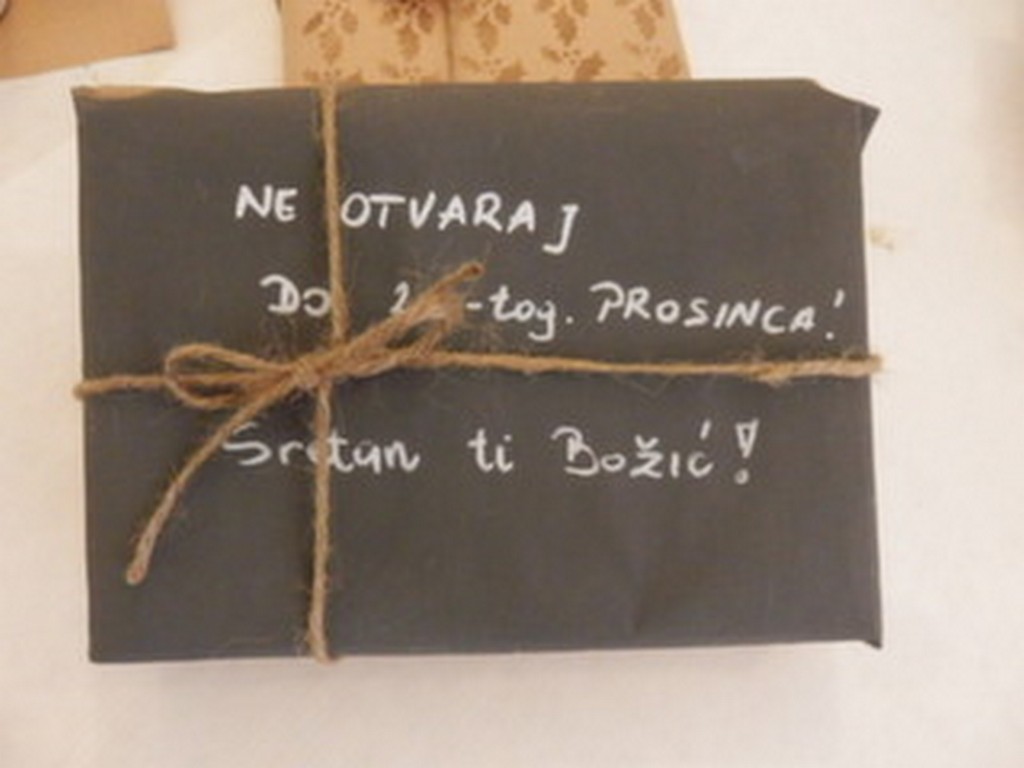 NE OTVARAJ
DO -tog. PROSINCA!
Sretan ti Božić!